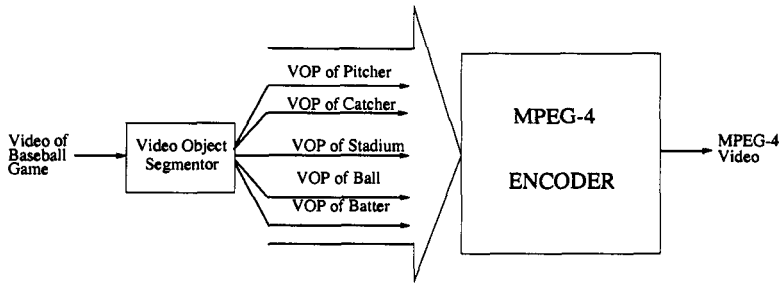 Video of
Baseball
Game
Video Object
Segmentor
VOP of Pitcher
VOP of Catcher
VOP of Stadium
VOP of Ball
VOP of Batter
MPEG-4
ENCODER
MPEG-4
Video